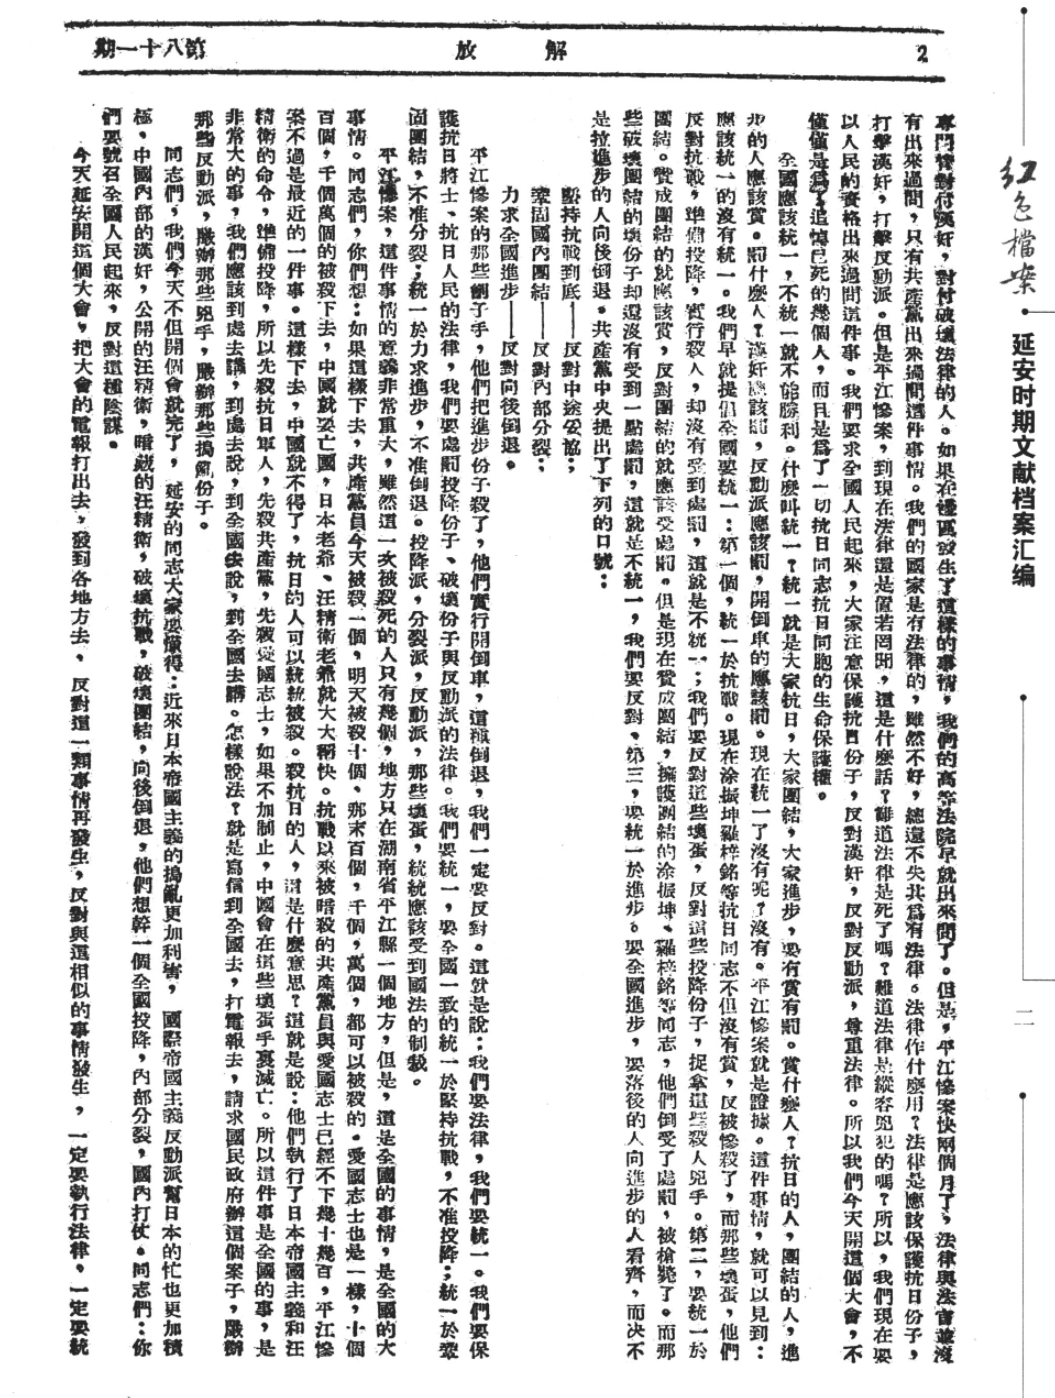 2
解放
第八十一期
專門要對付漢奸，對付破壞法律的人。如果在邊區發生了這樣的事情，我們的高等法院早就出來問了。但是，平江慘案快兩個月了，法律與法官並沒
有出來過問，只有共產黨出來過問這件事情。我們的國家是有法律的，雖然不好，總還不失其爲有法律。法律作什麼用？法律是應該保護抗日份子，
打擊漢奸，打擊反動派。但是平江慘案，到現在法律還是置若罔聞，這是什麼話？難道法律是死了嗎？難道法律是縱容兇犯的嗎？所以，我們現在要
以人民的資格出來過問這件事。我們要求全國人民起來，大家注意保護抗日份子，反對漢奸，反對反動派，尊重法律。所以我們今天開這個大會，不
僅僅是爲了追悼已死的幾個人，而且是爲了一切抗日同志抗日同胞的生命保護權。
全國應該統一，不統一就不能勝利。什麼叫統一？統一就是大家抗日，大家團結，大家進步，要有賞有罰。賞什麼人？抗日的人，團結的人，進
步的人應該賞。罰什麼人？漢奸應該罰，反動派應該罰，開倒車的應該罰。現在統一了沒有呢？沒有。平江慘案就是證據。這件事情，就可以見到：
應該統一的沒有統一。我們早就提倡全國要統一：第一個，統一於抗戰。現在涂振坤羅梓銘等抗日同志不但沒有賞，反被慘殺了，而那些壞蛋，他們
反對抗戰，準備投降，實行殺人，却沒有受到處罰，這就是不統一；我們要反對這些壞蛋，反對這些投降份子，捉拿這些殺人兇手。第二，要統一於
團結。贊成團結的就應該賞，反對團結的就應該受處罰。但是現在贊成團結，擁護團結的涂振坤、羅梓銘等同志，他們倒受了處罰，被槍斃了。而那
些破壞團結的壞份子却還沒有受到一點處罰，這就是不統一，我們要反對、第三，要統一於進步。要全國進步，要落後的人向進步的人看齊，而決不
是拉進步的人向後倒退。共產黨中央提出了下列的口號：
堅持抗戰到底——反對中途妥協；
鞏固國內團結——反對內部分裂；
力求全國進步——反對向後倒退。
平江慘案的那些劊子手，他們把進步份子殺了，他們實行開倒車，這種倒退，我們一定要反對。這就是說：我們要法律，我們要統一。我們要保
護抗日將士、抗日人民的法律，我們要處罰投降份子、破壞份子與反動派的法律。我們要統一，要全國一致的統一於堅持抗戰，不准投降；統一於鞏
固團結，不准分裂；統一於力求進步，不准倒退。投降派，分裂派，反動派，那些壞蛋，統統應該受到國法的制裁。
平江慘案，這件事情的意義非常重大，雖然這一次被殺死的人只有幾個，地方只在湖南省平江縣一個地方，但是，這是全國的事情，是全國的大
事情。同志們，你們想：如果這樣下去，共產黨員今天被殺一個，明天被殺十個、那末百個，千個，萬個，都可以被殺的。愛國志士也是一樣，十個
百個，千個萬個的被殺下去，中國就要亡國，日本老爺、汪精衛老爺就大大稱快。抗戰以來被暗殺的共產黨員與愛國志士已經不下幾十幾百，平江慘
案不過是最近的一件事。這樣下去，中國就不得了，抗日的人可以統統被殺。殺抗日的人，這是什麼意思？這就是說：他們執行了日本帝國主義和汪
精衛的命令，準備投降，所以先殺抗日軍人，先殺共產黨，先殺愛國志士，如果不加制止，中國會在這些壞蛋手裏滅亡。所以這件事是全國的事，是
非常大的事，我們應該到處去講，到處去說，到全國去說，到全國去講。怎樣說法？就是寫信到全國去，打電報去，請求國民政府辦這個案子，嚴辦
那些反動派，嚴辦那些兇手，嚴辦那些搗亂份子。
同志們，我們今天不但開個會就完了，延安的同志大家要懂得：近來日本帝國主義的搗亂更加利害，國際帝國主義反動派幫日本的忙也更加積
極，中國內部的漢奸，公開的汪精衛，暗藏的汪精衛，破壞抗戰，破壞團結，向後倒退，他們想幹一個全國投降，內部分裂，國內打仗。同志們：你
們要號召全國人民起來，反對這種陰謀。
今天延安開這個大會，把大會的電報打出去，發到各地方去、反對這一類事情再發生，反對與這相似的事情發生，一定要執行法律，一定要統
紅色檔案
延安时期文献档案汇编
二